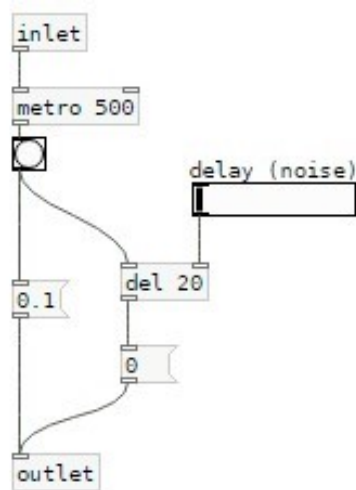 inlet
metro 500
delay (noise)
del 20
0.1
0
outlet